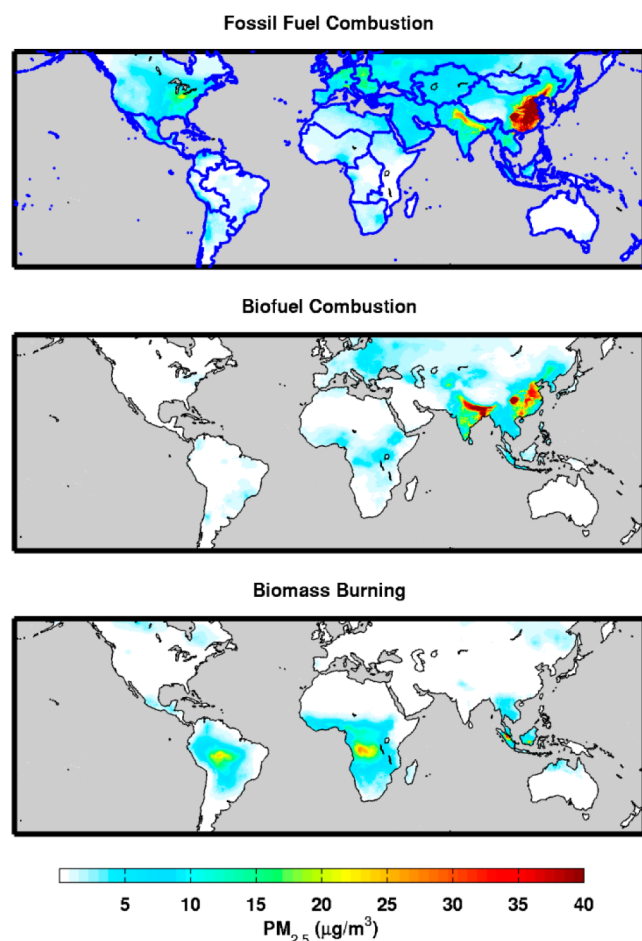 Fossil Fuel Combustion
Biofuel Combustion
Biomass Burning
5 10 15 20 25 30 35 40
PM2.5 (μg/m3)